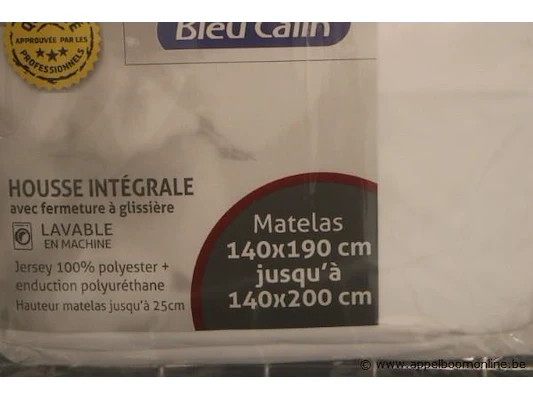 Bleu Calin
APPROUVÉE PAR LES
PROFESSIONNELS
HOUSSE INTÉGRALE
avec fermeture à glissière
LAVABLE
EN MACHINE
Jersey 100% polyester +
enduction polyuréthane
Hauteur matelas jusqu'à 25cm
Matelas
140x190 cm
jusqu'à
140x200 cm
© www.appelboomonline.be